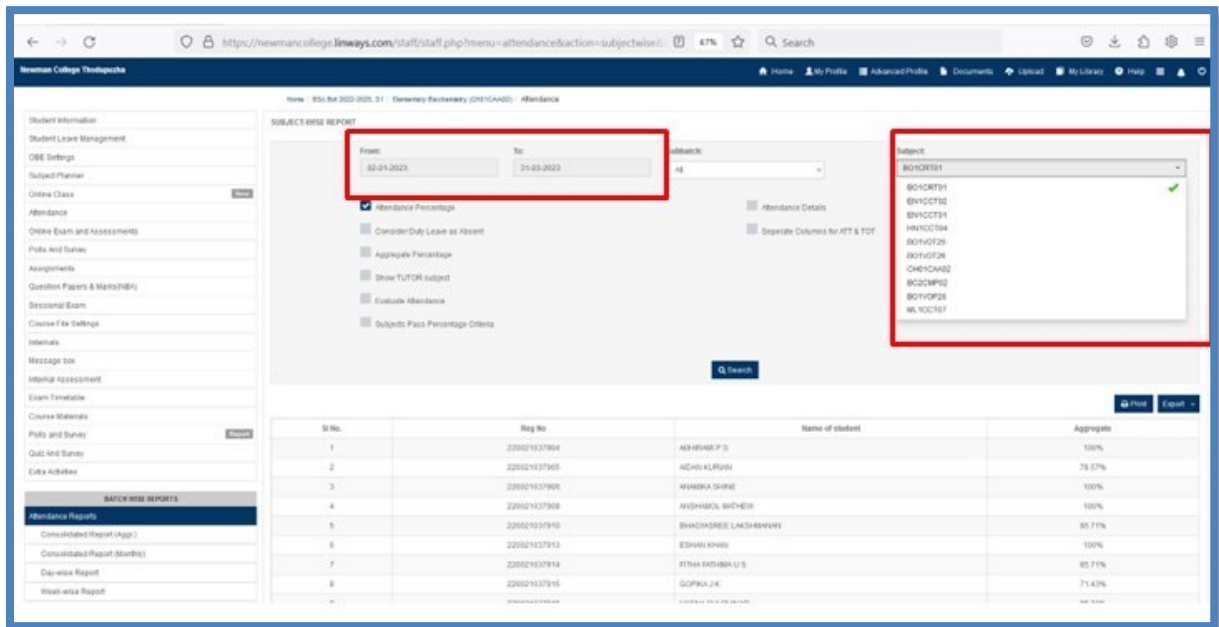 https://newmancollege.linways.com/staff/staff.php?menu=attendance&action=subjectwise/
67%
Search
Newman College Thodupuzha
Home
My Profile
Advanced Profile
Documents
Upload
My Library
Help
Home / BSc Bot 2022-2025, S1 / Elementary Biochemistry (CH01CAA02) / Attendance
Student Information
Student Leave Management
OBE Settings
Subject Planner
Online Class
New
Attendance
Online Exam and Assessments
Polls And Survey
Assignments
Question Papers & Marks(NBA)
Sessional Exam
Course File Settings
Internals
Message box
Internal Assessment
Exam Timetable
Course Materials
Polls and Survey
Report
Quiz And Survey
Extra Activities
BATCH WISE REPORTS
Attendance Reports
Consolidated Report (Aggr.)
Consolidated Report (Monthly)
Day-wise Report
Week-wise Report
SUBJECT-WISE REPORT
From:
02-01-2023
To:
31-03-2023
Subbatch:
All
Subject:
BO1CRT01
BO1CRT01
EN1CCT02
EN1CCT01
HN1CCT04
BO1VOT25
BO1VOT26
CH01CAA02
BC2CMP02
BO1VOP28
ML1CCT07
Attendance Percentage
Consider Duty Leave as Absent
Aggregate Percentage
Show TUTOR subject
Evaluate Attendance
Subjects Pass Percentage Criteria
Attendance Details
Seperate Columns for ATT & TOT
Search
Print
Export
Sl No. Reg No Name of student Aggregate
1 220021037904 ABHIRAM P S 100%
2 220021037905 AIDAN KURIAN 78.57%
3 220021037906 ANAMIKA SHINE 100%
4 220021037908 ANSHAMOL MATHEW 100%
5 220021037910 BHAGYASREE LAKSHMANAN 85.71%
6 220021037913 ESHAN KHAN 100%
7 220021037914 FITHA FATHIMA U S 85.71%
8 220021037915 GOPIKA J K 71.43%